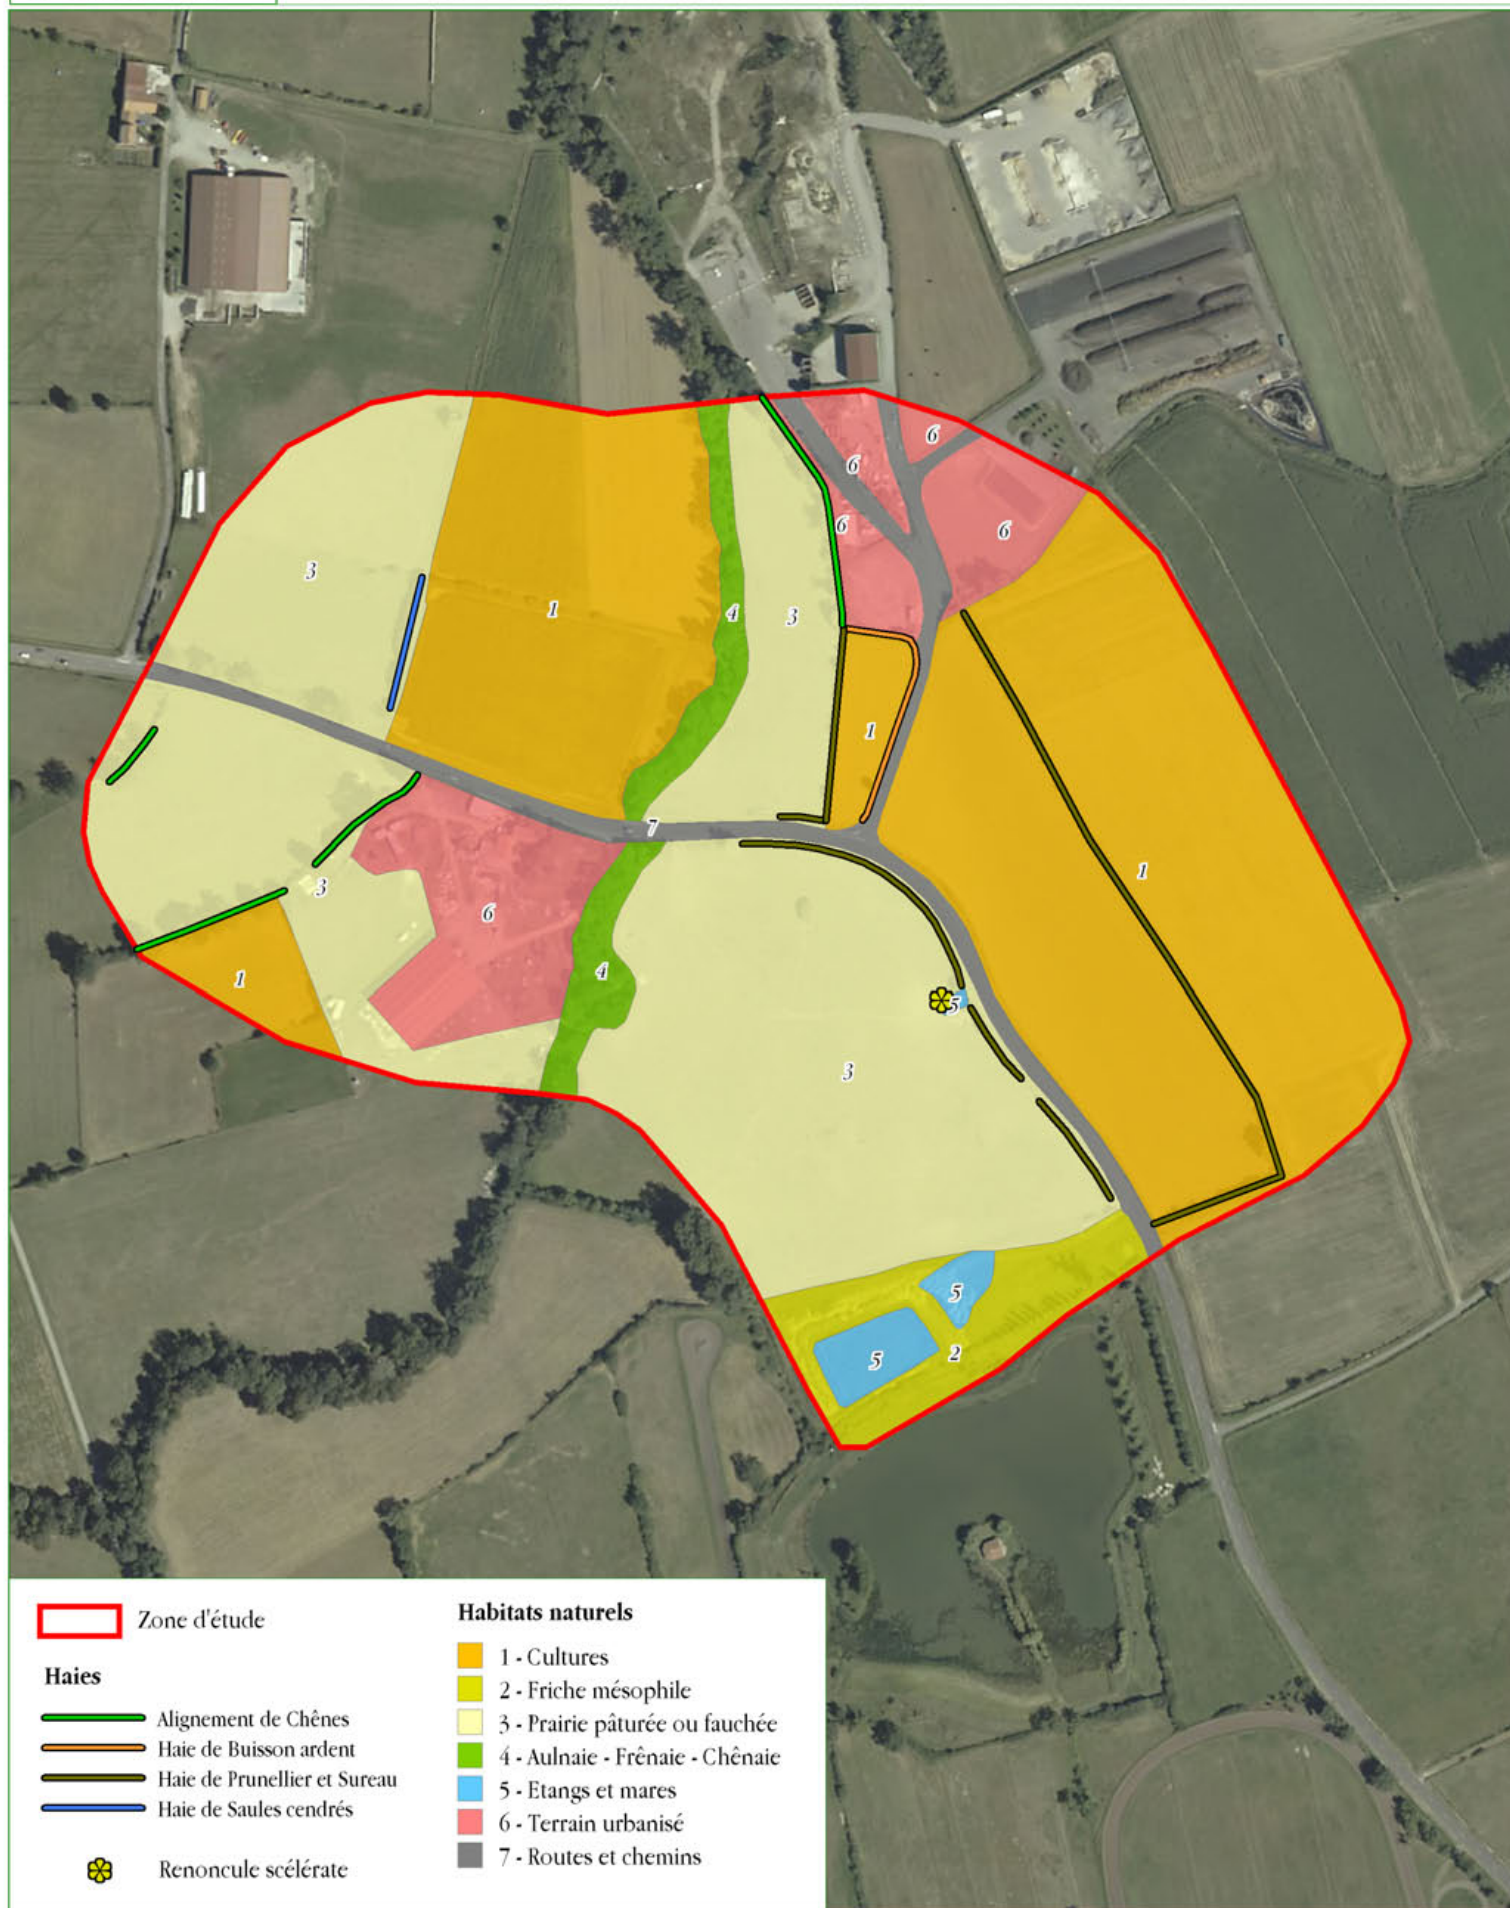 6
6
6
6
3
1
4
3
1
7
1
3
6
1
4
5
3
5
5
2
Zone d'étude
Haies
Alignement de Chênes
Haie de Buisson ardent
Haie de Prunellier et Sureau
Haie de Saules cendrés
Renoncule scélérate
Habitats naturels
1 - Cultures
2 - Friche mésophile
3 - Prairie pâturée ou fauchée
4 - Aulnaie - Frênaie - Chênaie
5 - Etangs et mares
6 - Terrain urbanisé
7 - Routes et chemins